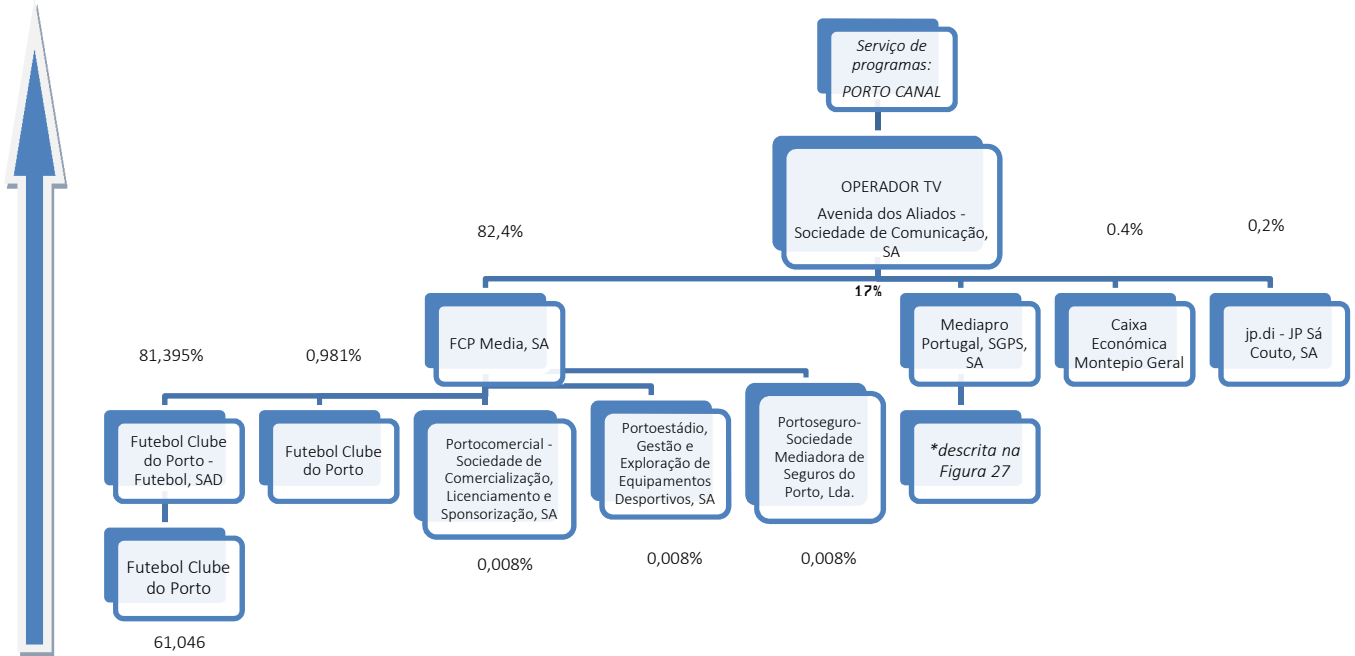 Serviço de
programas:
PORTO CANAL
OPERADOR TV
Avenida dos Aliados -
Sociedade de Comunicação,
SA
82,4%
0.4%
0,2%
17%
FCP Media, SA
Mediapro
Portugal, SGPS,
SA
Caixa
Económica
Montepio Geral
jp.di - JP Sá
Couto, SA
81,395%
0,981%
Futebol Clube
do Porto -
Futebol, SAD
Futebol Clube
do Porto
Portocomercial -
Sociedade de
Comercialização,
Licenciamento e
Sponsorização, SA
Portoestádio,
Gestão e
Exploração de
Equipamentos
Desportivos, SA
Portoseguro-
Sociedade
Mediadora de
Seguros do
Porto, Lda.
*descrita na
Figura 27
Futebol Clube
do Porto
0,008%
0,008%
0,008%
61,046